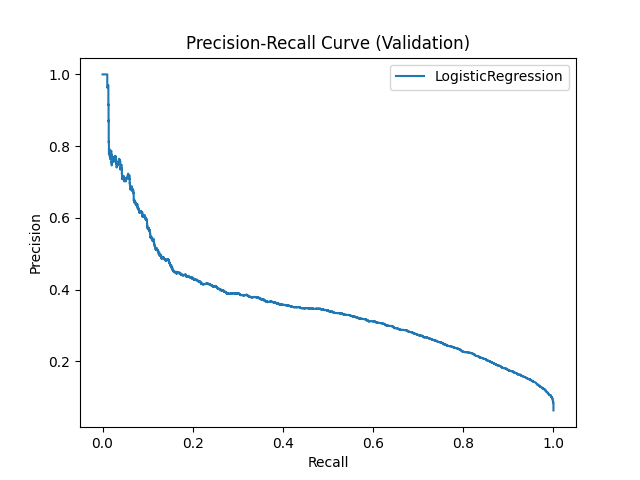 Precision-Recall Curve (Validation)
LogisticRegression
1.0
0.8
0.6
0.4
0.2
Precision
0.0 0.2 0.4 0.6 0.8 1.0
Recall